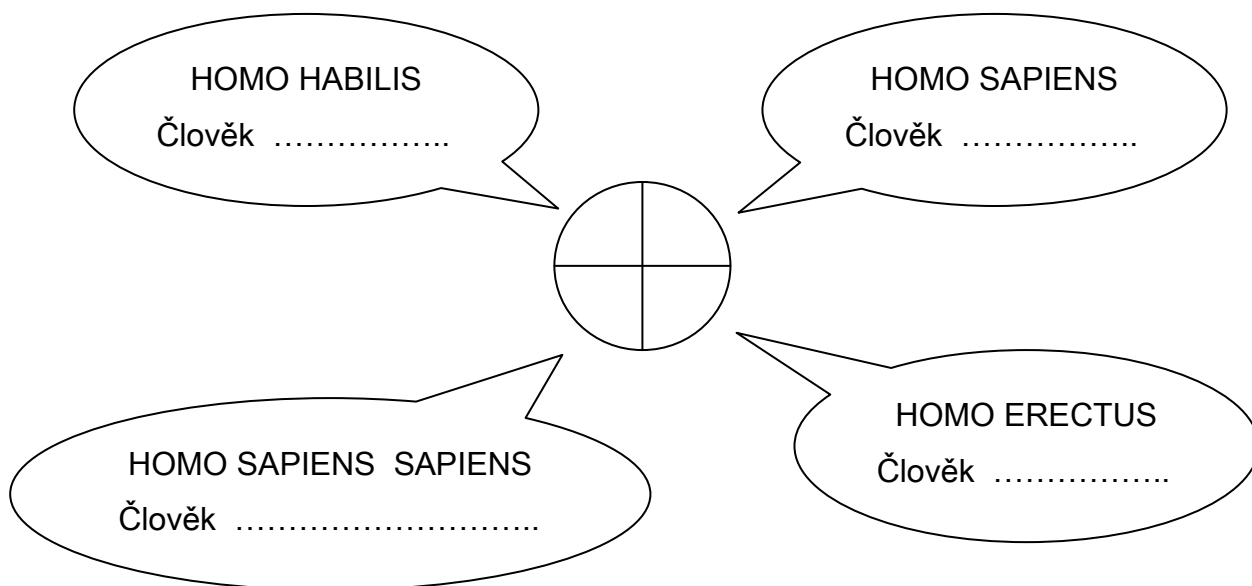 HOMO HABILIS
Člověk ……………..
HOMO SAPIENS
Člověk ……………..
HOMO SAPIENS  SAPIENS
Člověk ………………………..
HOMO ERECTUS
Člověk ……………..